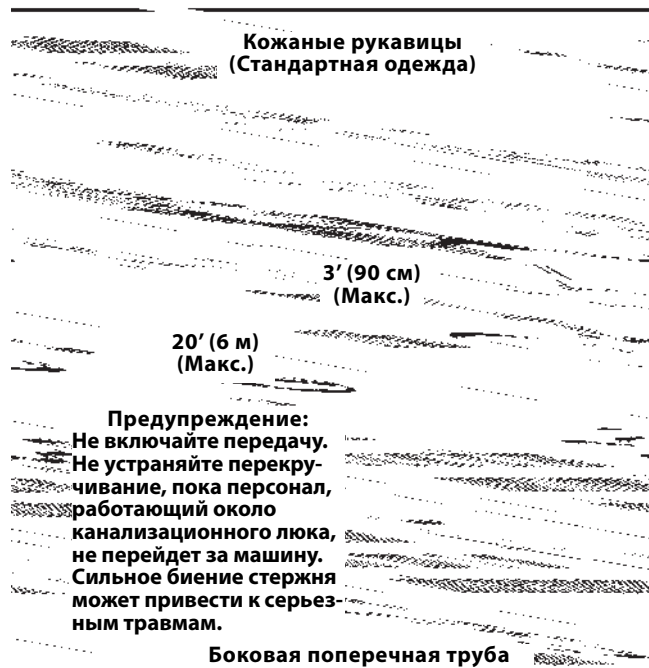 Кожаные рукавицы
(Стандартная одежда)
3′ (90 см)
(Макс.)
20′ (6 м)
(Макс.)
Предупреждение:
Не включайте передачу.
Не устраняйте перекру-
чивание, пока персонал,
работающий около
канализационного люка,
не перейдет за машину.
Сильное биение стержня
может привести к серьез-
ным травмам.
Боковая поперечная труба